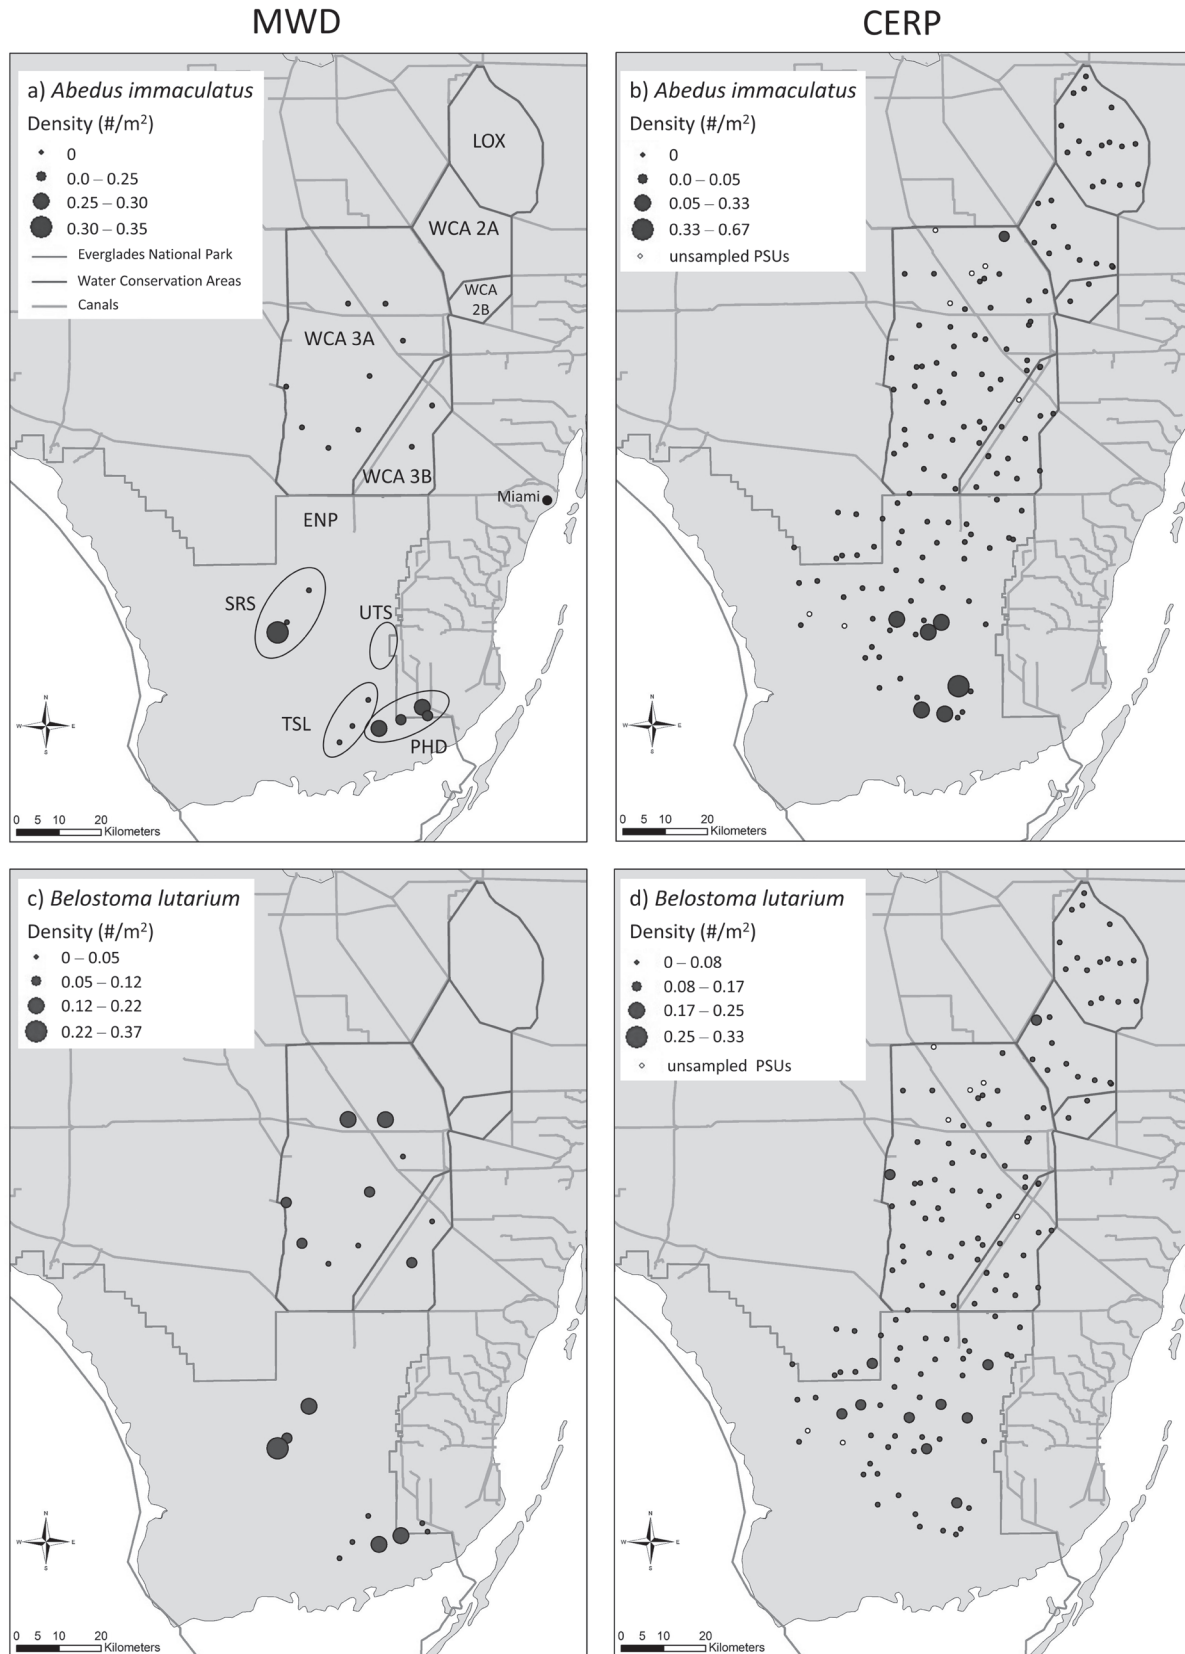 MWD
CERP
a) Abedus immaculatus
Density (#/m²)
0
0.0 – 0.25
0.25 – 0.30
0.30 – 0.35
Everglades National Park
Water Conservation Areas
Canals
LOX
WCA 2A
WCA
2B
WCA 3A
WCA 3B
Miami
ENP
SRS
UTS
TSL
PHD
N
W
E
S
0 5 10 20
Kilometers
b) Abedus immaculatus
Density (#/m²)
0
0.0 – 0.05
0.05 – 0.33
0.33 – 0.67
unsampled PSUs
N
W
E
S
0 5 10 20
Kilometers
c) Belostoma lutarium
Density (#/m²)
0 – 0.05
0.05 – 0.12
0.12 – 0.22
0.22 – 0.37
N
W
E
S
0 5 10 20
Kilometers
d) Belostoma lutarium
Density (#/m²)
0 – 0.08
0.08 – 0.17
0.17 – 0.25
0.25 – 0.33
unsampled PSUs
N
W
E
S
0 5 10 20
Kilometers